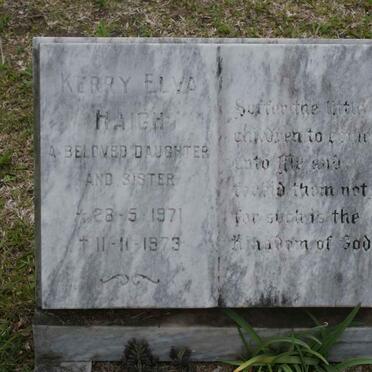 KERRY ELVA
HAIGH
A BELOVED DAUGHTER
AND SISTER
* 28-5-1971
† 11-11-1973
Suffer the little
children to come
unto Me and
forbid them not
for such is the
Kingdom of God